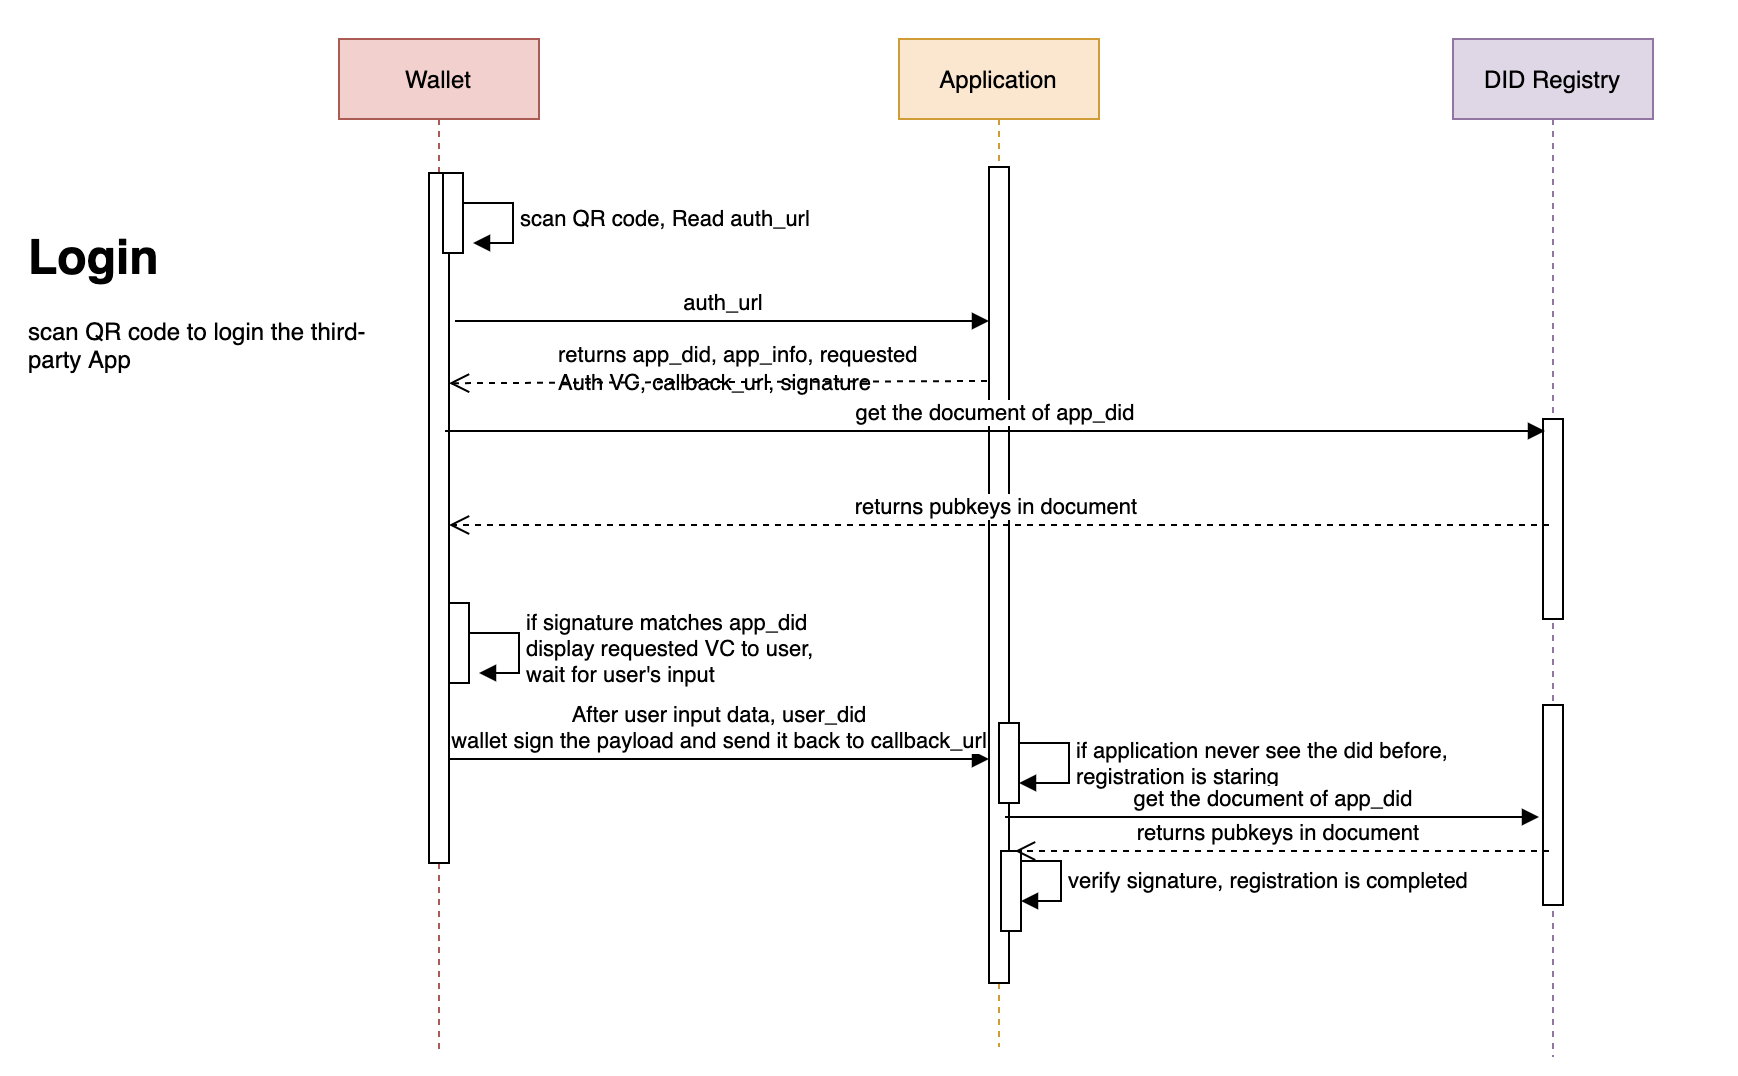 Wallet
Application
DID Registry
scan QR code, Read auth_url
Login
scan QR code to login the third-
party App
auth_url
returns app_did, app_info, requested
Auth VC, callback_url, signature
get the document of app_did
returns pubkeys in document
if signature matches app_did
display requested VC to user,
wait for user's input
After user input data, user_did
wallet sign the payload and send it back to callback_url
if application never see the did before,
registration is staring
get the document of app_did
returns pubkeys in document
verify signature, registration is completed